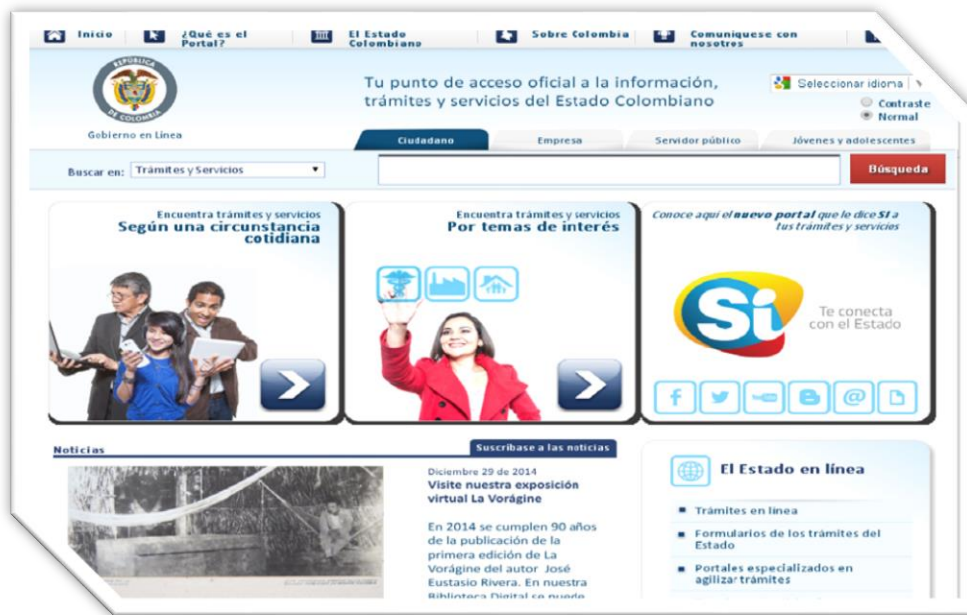 Inicio
¿Qué es el
Portal?
El Estado
Colombiano
Sobre Colombia
Comuníquese con
nosotros
REPÚBLICA
DE COLOMBIA
Gobierno en Línea
Tu punto de acceso oficial a la información,
trámites y servicios del Estado Colombiano
Seleccionar idioma
Contraste
Normal
Ciudadano
Empresa
Servidor público
Jóvenes y adolescentes
Buscar en:
Trámites y Servicios
Búsqueda
Encuentra trámites y servicios
Según una circunstancia
cotidiana
Encuentra trámites y servicios
Por temas de interés
Conoce aquí el nuevo portal que le dice SI a
tus trámites y servicios
Si
Te conecta
con el Estado
Noticias
Suscríbase a las noticias
Diciembre 29 de 2014
Visite nuestra exposición
virtual La Vorágine
En 2014 se cumplen 90 años
de la publicación de la
primera edición de La
Vorágine del autor José
Eustasio Rivera. En nuestra
Biblioteca Digital se puede
El Estado en línea
Trámites en línea
Formularios de los trámites del
Estado
Portales especializados en
agilizar trámites